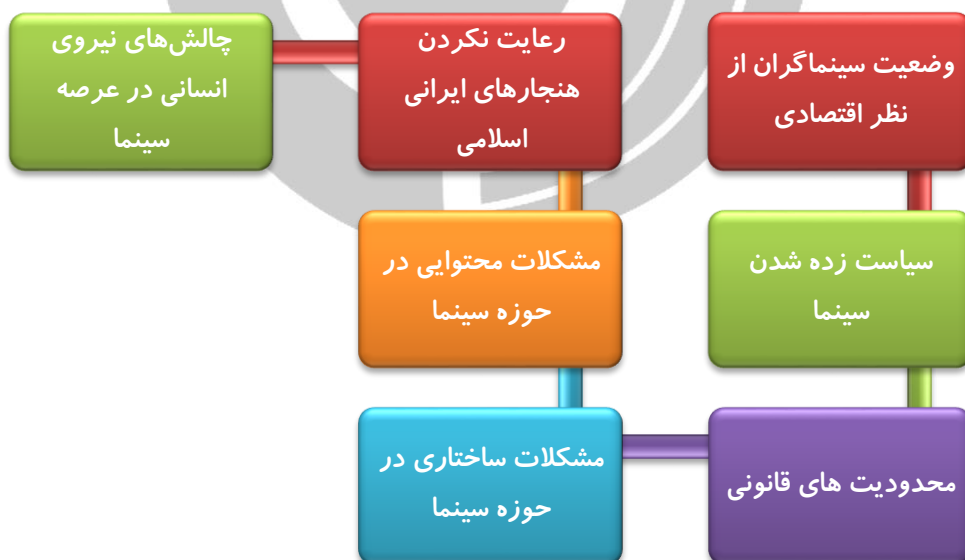 وضعیت سینماگران از
نظر اقتصادی
رعایت نکردن
هنجارهای ایرانی
اسلامی
چالش‌های نیروی
انسانی در عرصه
سینما
سیاست زده شدن
سینما
مشکلات محتوایی در
حوزه سینما
محدودیت های قانونی
مشکلات ساختاری در
حوزه سینما